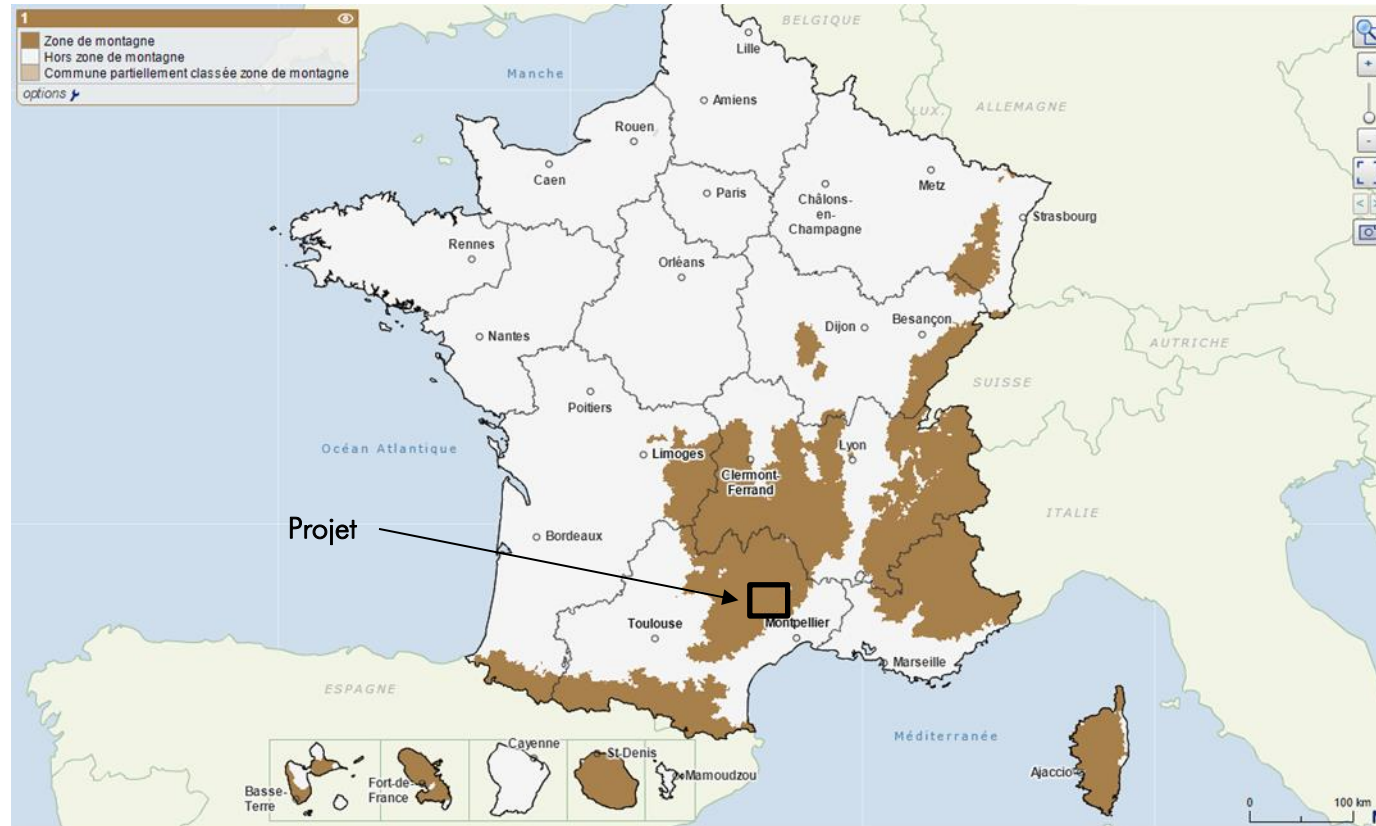 1
Zone de montagne
Hors zone de montagne
Commune partiellement classée zone de montagne
options
BELGIQUE
Lille
Manche
Amiens
LUX.
ALLEMAGNE
Rouen
Caen
Paris
Châlons-
en-
Champagne
Metz
Strasbourg
Rennes
Orléans
Nantes
Dijon
Besançon
AUTRICHE
SUISSE
Poitiers
Océan Atlantique
Limoges
Clermont-
Ferrand
Lyon
ITALIE
Projet
Bordeaux
Toulouse
Montpellier
Marseille
ESPAGNE
Méditerranée
Ajaccio
Basse-
Terre
Fort-de-
France
Cayenne
St-Denis
Mamoudzou
0
100 km
+
-
< >